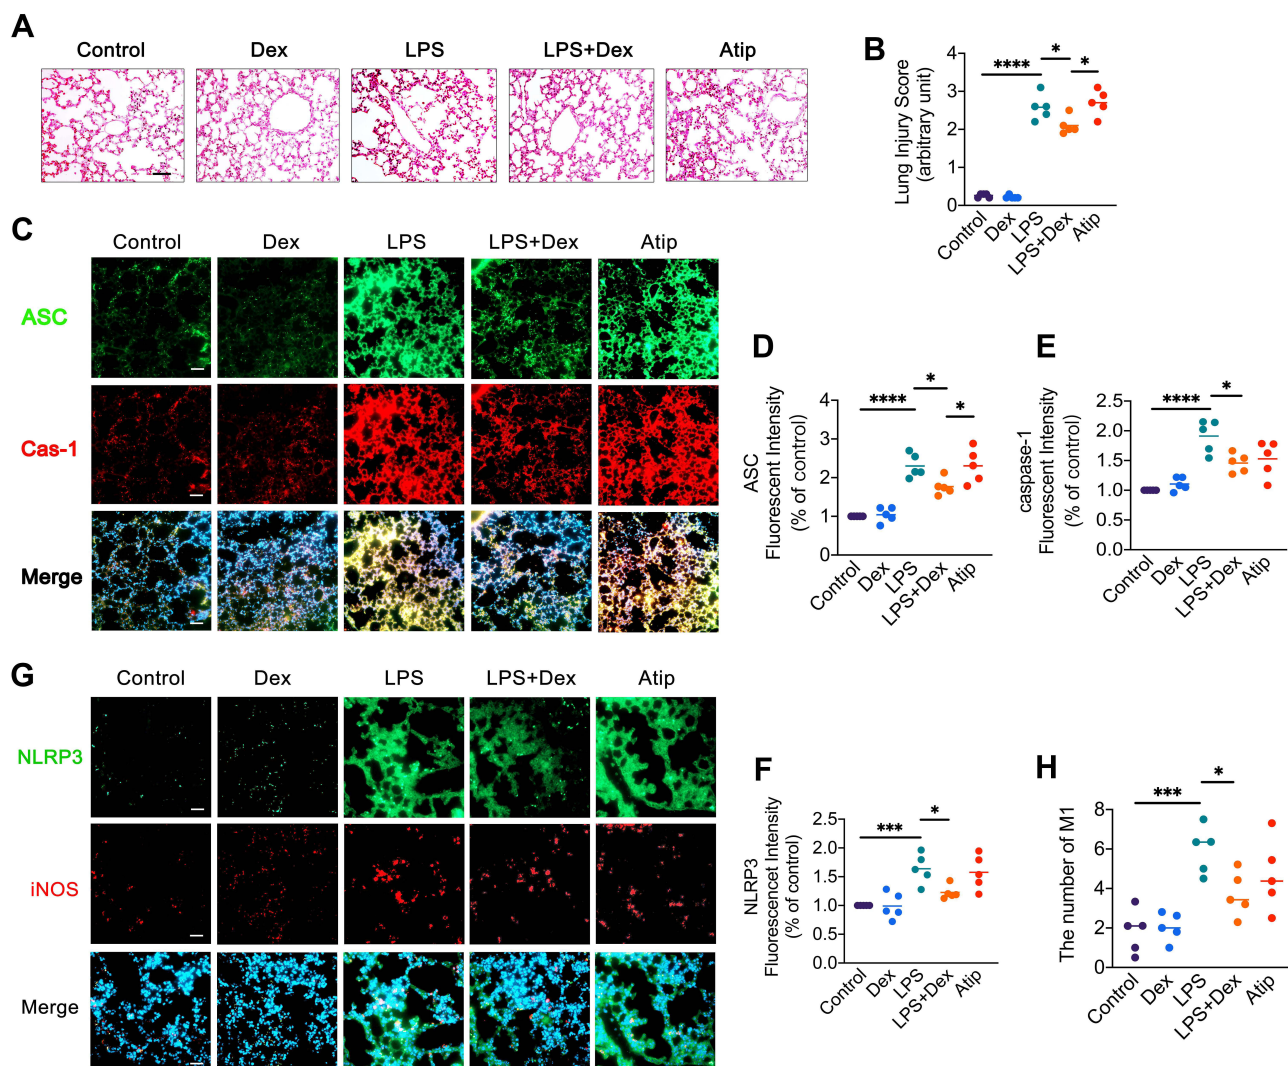 A
Control Dex LPS LPS+Dex Atip
B
Lung Injury Score
(arbitrary unit)
4
3
2
1
0
**** * *
Control Dex LPS LPS+Dex Atip
C
Control Dex LPS LPS+Dex Atip
ASC
Cas-1
Merge
D
ASC
Fluorescent Intensity
(% of control)
4
3
2
1
0
**** * *
Control Dex LPS LPS+Dex Atip
E
caspase-1
Fluorescent Intensity
(% of control)
2.5
2.0
1.5
1.0
0.5
0.0
**** *
Control Dex LPS LPS+Dex Atip
G
Control Dex LPS LPS+Dex Atip
NLRP3
iNOS
Merge
F
NLRP3
Fluorescencet Intensity
(% of control)
2.5
2.0
1.5
1.0
0.5
0.0
*** *
Control Dex LPS LPS+Dex Atip
H
The number of M1
8
6
4
2
0
*** *
Control Dex LPS LPS+Dex Atip